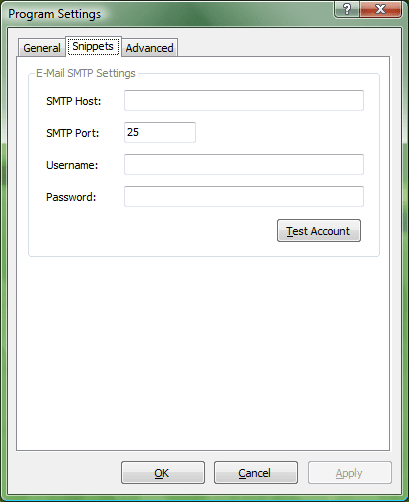 Program Settings
General Snippets Advanced
E-Mail SMTP Settings
SMTP Host:
SMTP Port: 25
Username:
Password:
Test Account
OK Cancel Apply